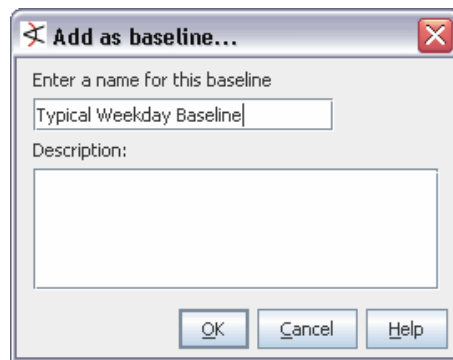 Add as baseline...
Enter a name for this baseline
Typical Weekday Baseline
Description:
OK Cancel Help